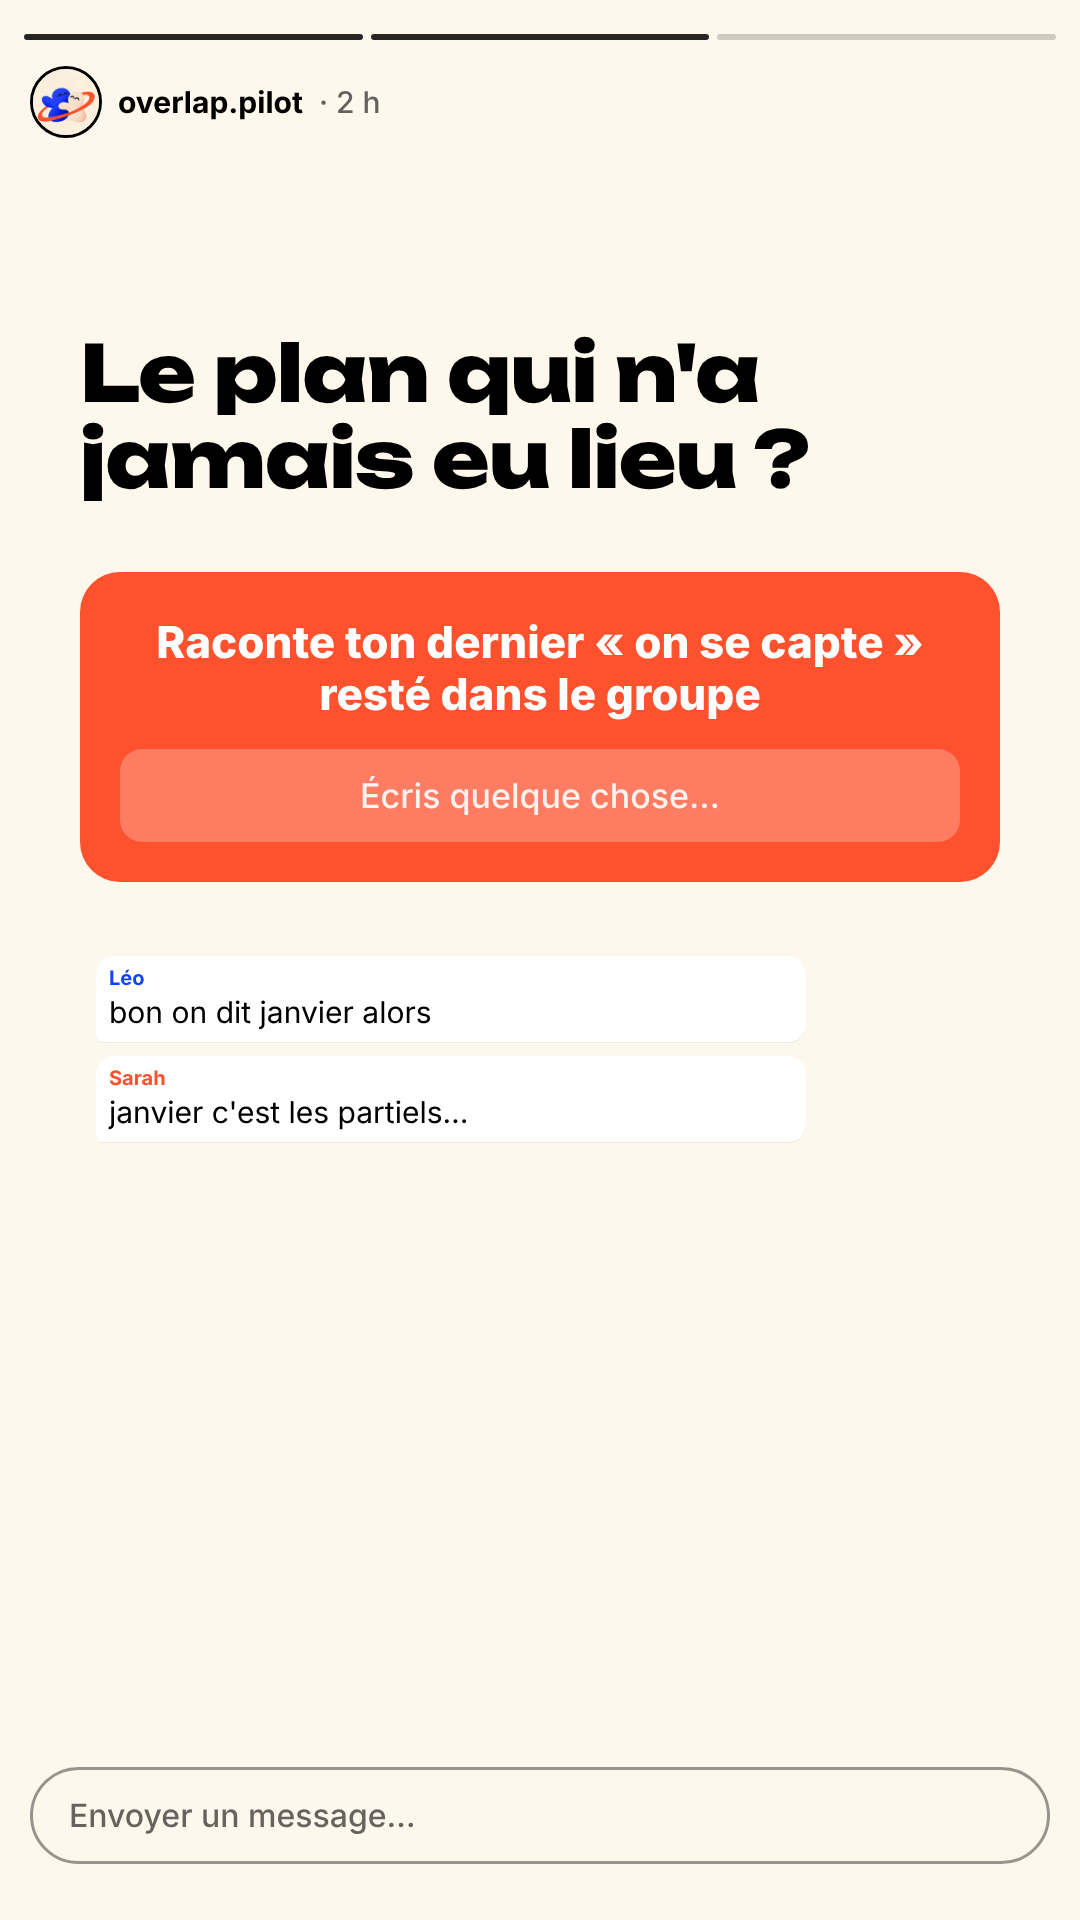 overlap.pilot · 2 h
Le plan qui n'a
jamais eu lieu ?
Raconte ton dernier « on se capte »
resté dans le groupe
Écris quelque chose...
Léo
bon on dit janvier alors
Sarah
janvier c'est les partiels...
Envoyer un message...